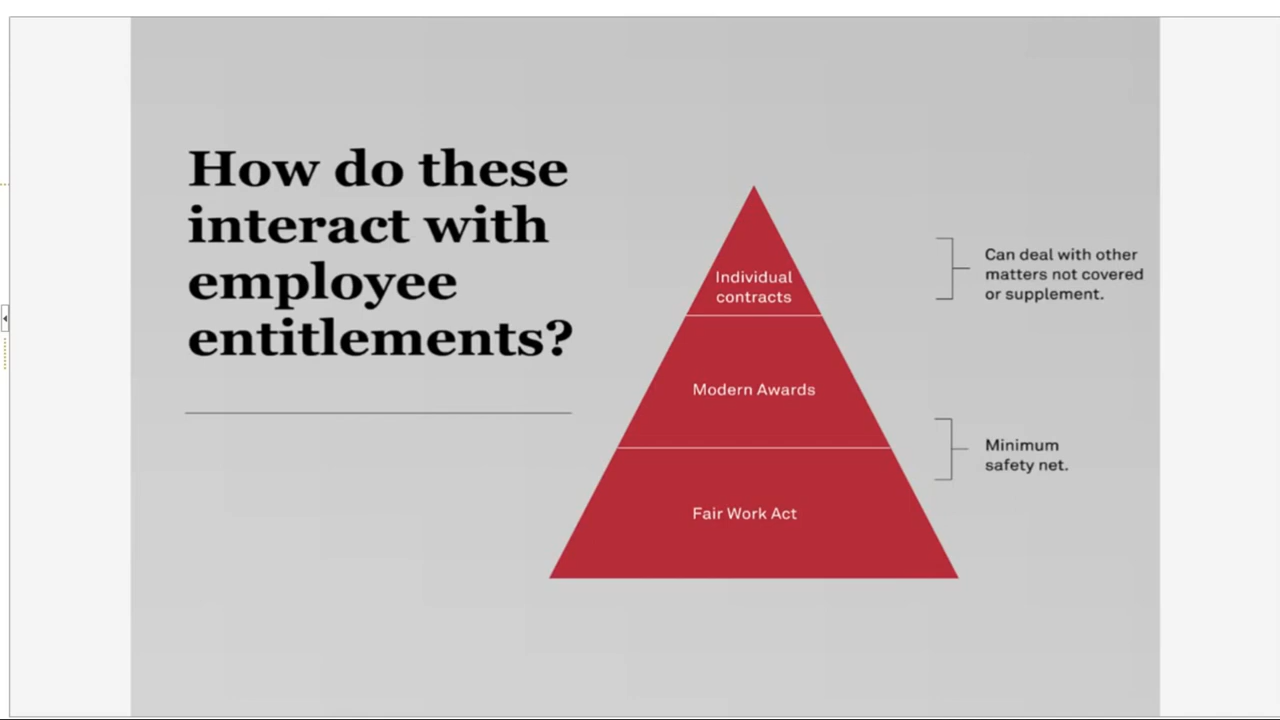 How do these
interact with
employee
entitlements?
Individual
contracts
Modern Awards
Fair Work Act
Can deal with other
matters not covered
or supplement.
Minimum
safety net.